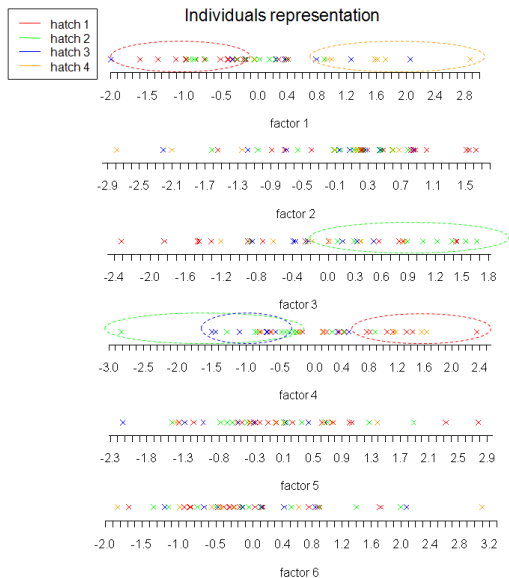 Individuals representation
hatch 1
hatch 2
hatch 3
hatch 4
-2.0 -1.6 -1.0 -0.6 0.0 0.4 0.8 1.4 1.8 2.2 2.8
factor 1
-2.9 -2.5 -2.1 -1.7 -1.3 -0.9 -0.5 -0.1 0.3 0.7 1.1 1.5
factor 2
-2.4 -2.0 -1.6 -1.2 -0.8 -0.4 0.0 0.3 0.6 0.9 1.2 1.5 1.8
factor 3
-3.0 -2.4 -2.0 -1.4 -1.0 -0.4 0.0 0.4 0.8 1.2 1.6 2.0 2.4
factor 4
-2.3 -1.8 -1.3 -0.8 -0.3 0.1 0.5 0.9 1.3 1.7 2.1 2.5 2.9
factor 5
-2.0 -1.5 -1.0 -0.5 0.0 0.4 0.8 1.2 1.6 2.0 2.4 2.8 3.2
factor 6